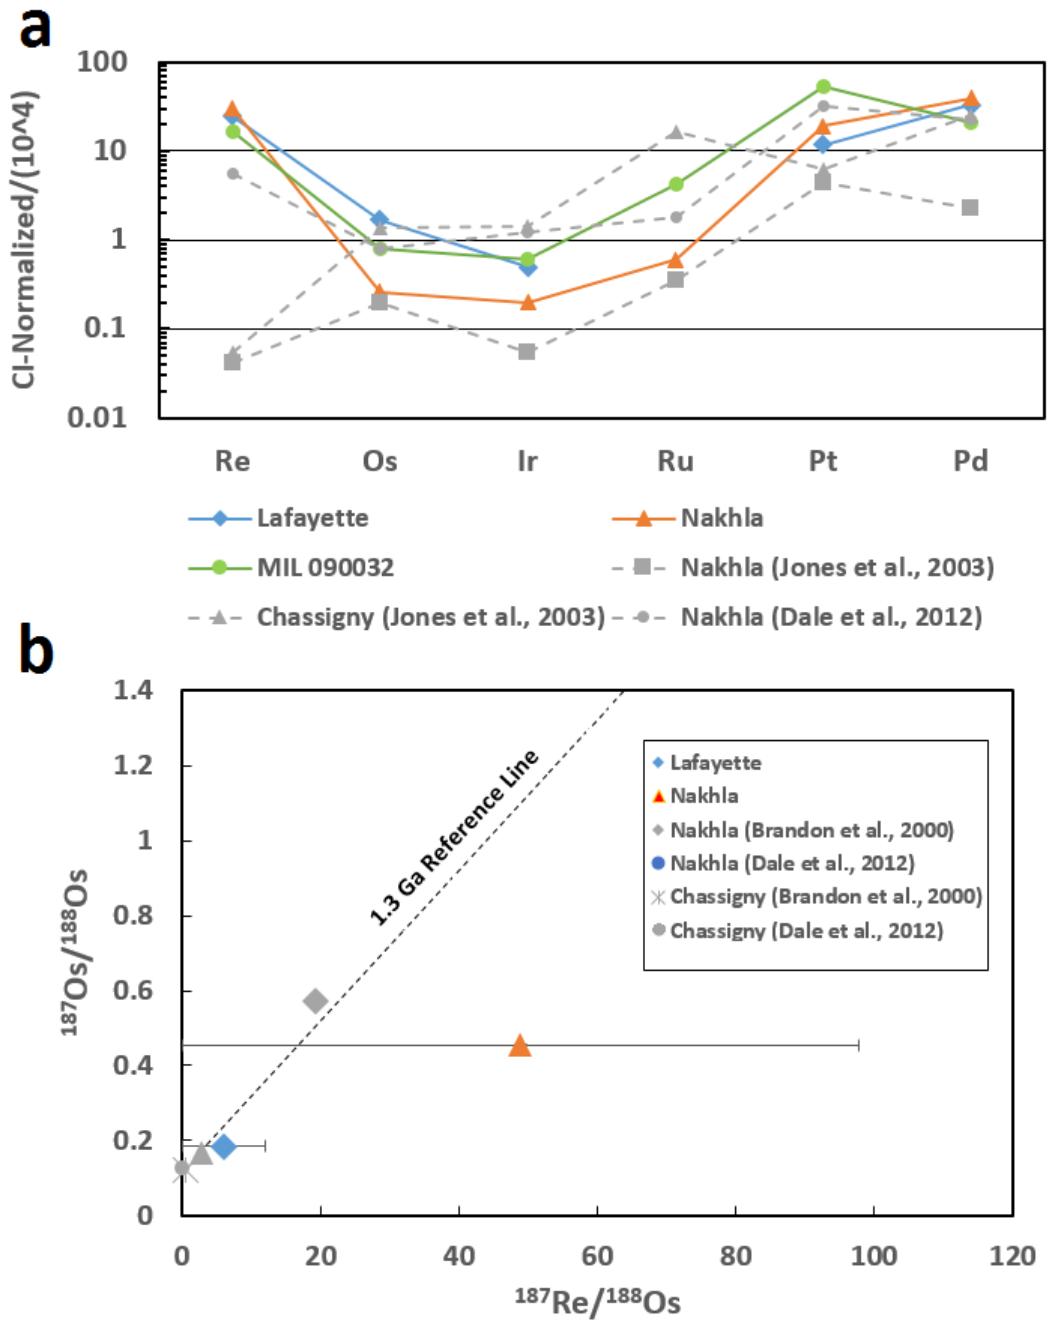 a
100
10
1
0.1
0.01
CI-Normalized/(10^4)
Re Os Ir Ru Pt Pd
Lafayette Nakhla
MIL 090032 Nakhla (Jones et al., 2003)
Chassigny (Jones et al., 2003) Nakhla (Dale et al., 2012)
b
1.4
1.2
1
0.8
0.6
0.4
0.2
0
187Os/188Os
1.3 Ga Reference Line
Lafayette
Nakhla
Nakhla (Brandon et al., 2000)
Nakhla (Dale et al., 2012)
Chassigny (Brandon et al., 2000)
Chassigny (Dale et al., 2012)
0 20 40 60 80 100 120
187Re/188Os